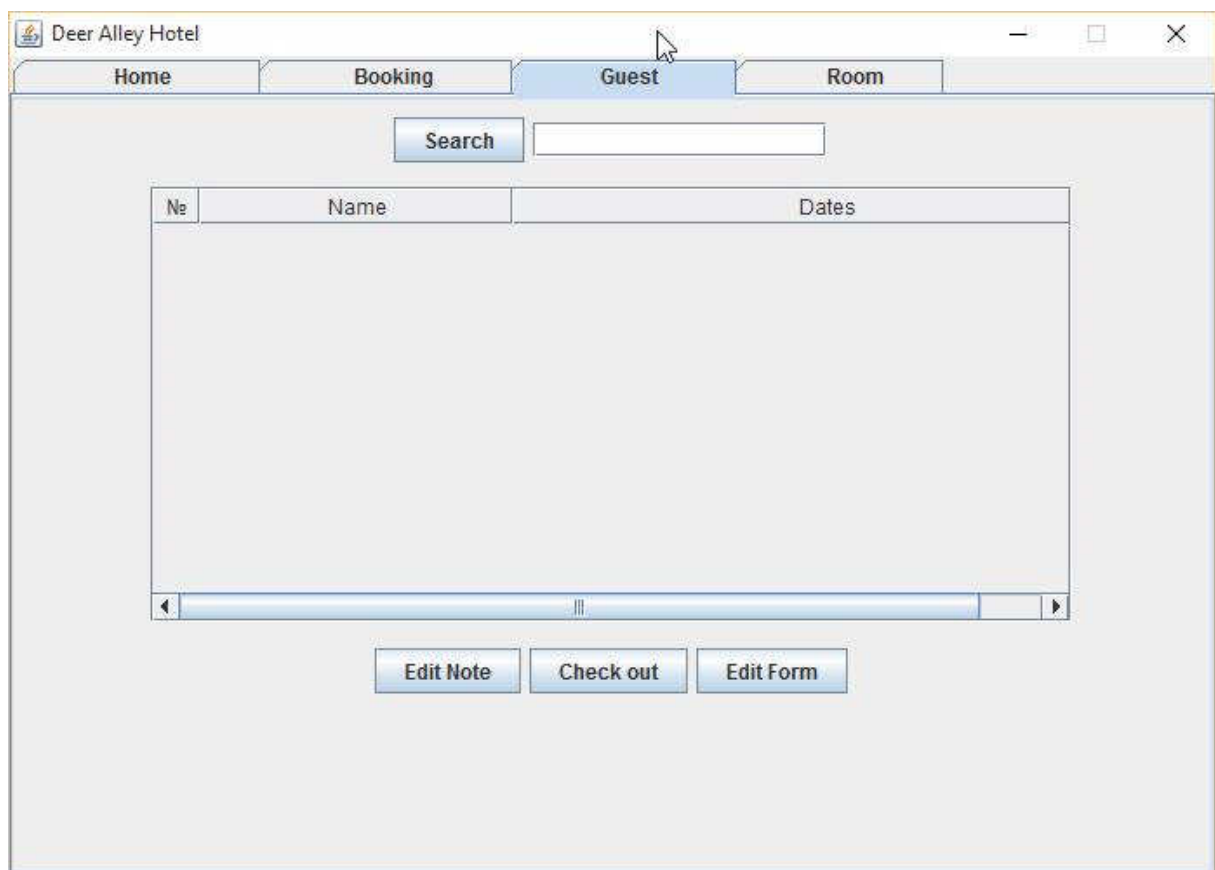 Deer Alley Hotel
Home Booking Guest Room
Search
№ Name Dates
Edit Note Check out Edit Form